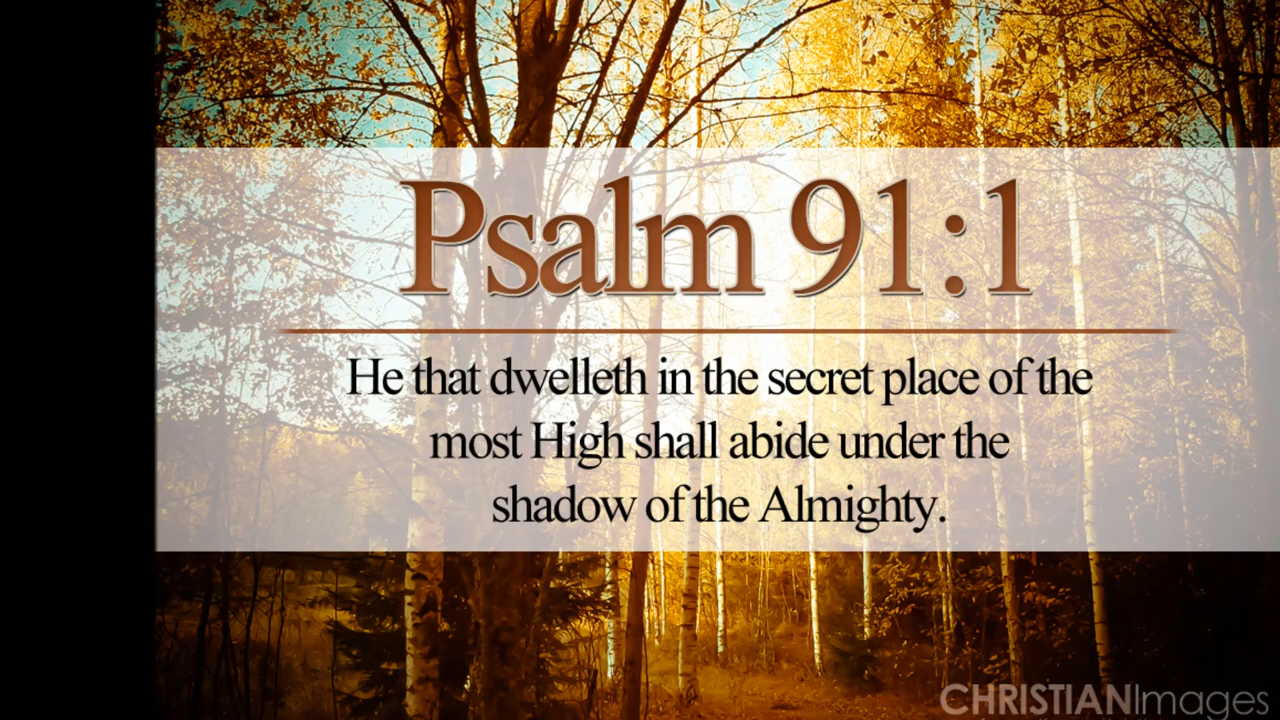 Psalm 91:1
He that dwelleth in the secret place of the
most High shall abide under the
shadow of the Almighty.
CHRISTIANImages